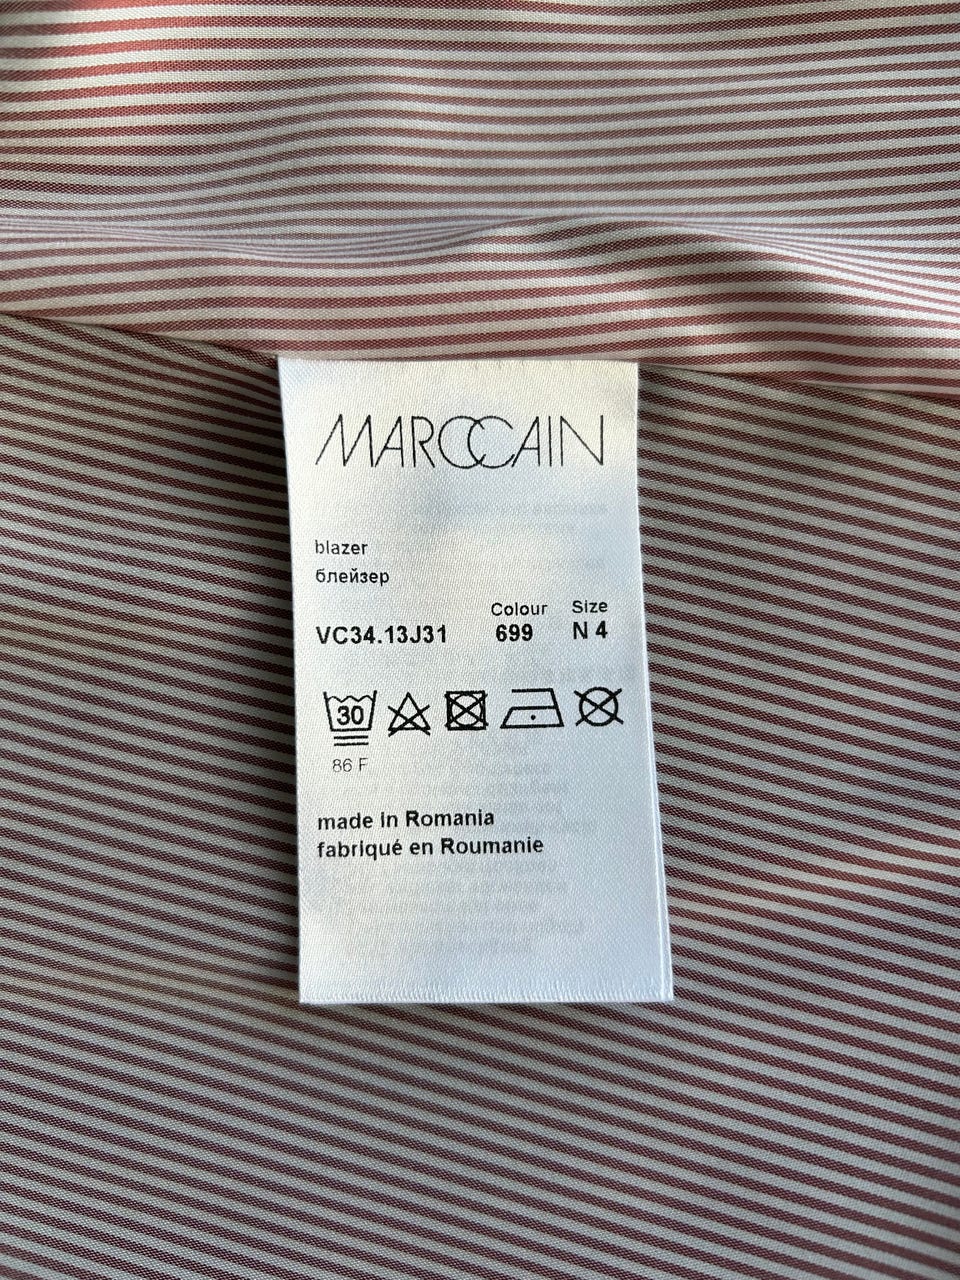 MARCCAIN
blazer
блейзер
Colour Size
VC34.13J31 699 N 4
30
86 F
made in Romania
fabriqué en Roumanie